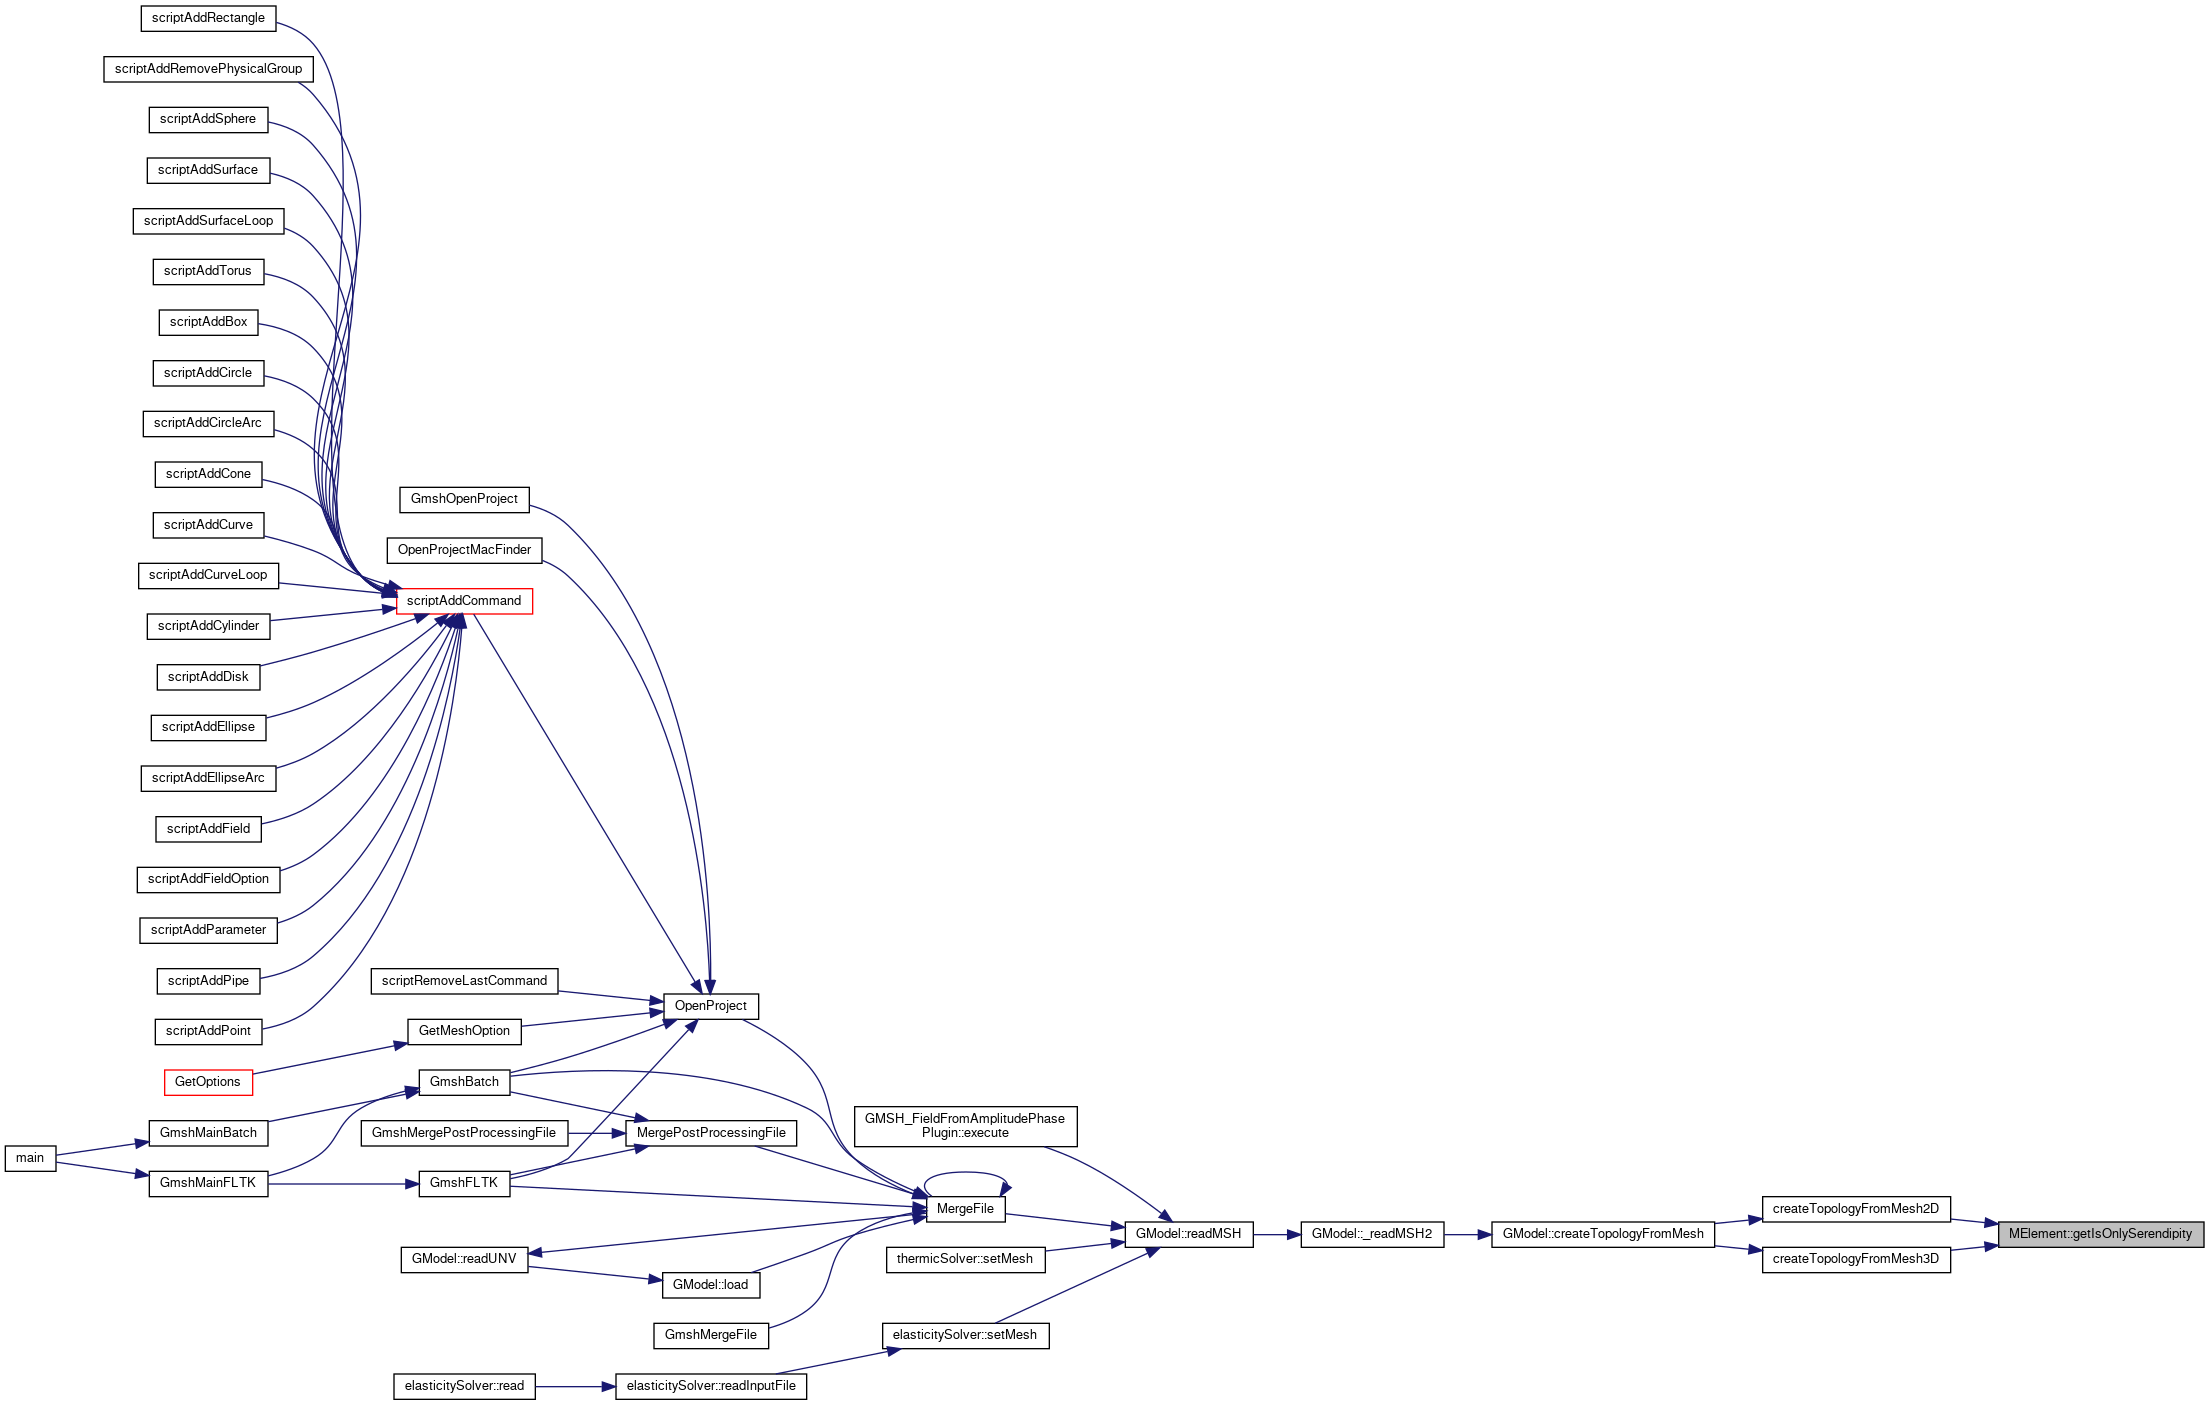 scriptAddRectangle
scriptAddRemovePhysicalGroup
scriptAddSphere
scriptAddSurface
scriptAddSurfaceLoop
scriptAddTorus
scriptAddBox
scriptAddCircle
scriptAddCircleArc
scriptAddCone
scriptAddCurve
scriptAddCurveLoop
scriptAddCylinder
scriptAddDisk
scriptAddEllipse
scriptAddEllipseArc
scriptAddField
scriptAddFieldOption
scriptAddParameter
scriptAddPipe
scriptAddPoint
GetOptions
GmshMainBatch
main
GmshMainFLTK
GmshOpenProject
OpenProjectMacFinder
scriptAddCommand
scriptRemoveLastCommand
GetMeshOption
GmshBatch
GmshMergePostProcessingFile
GmshFLTK
GModel::readUNV
elasticitySolver::read
OpenProject
MergePostProcessingFile
GModel::load
GmshMergeFile
elasticitySolver::readInputFile
GMSH_FieldFromAmplitudePhase
Plugin::execute
MergeFile
thermicSolver::setMesh
elasticitySolver::setMesh
GModel::readMSH
GModel::_readMSH2
GModel::createTopologyFromMesh
createTopologyFromMesh2D
createTopologyFromMesh3D
MElement::getIsOnlySerendipity